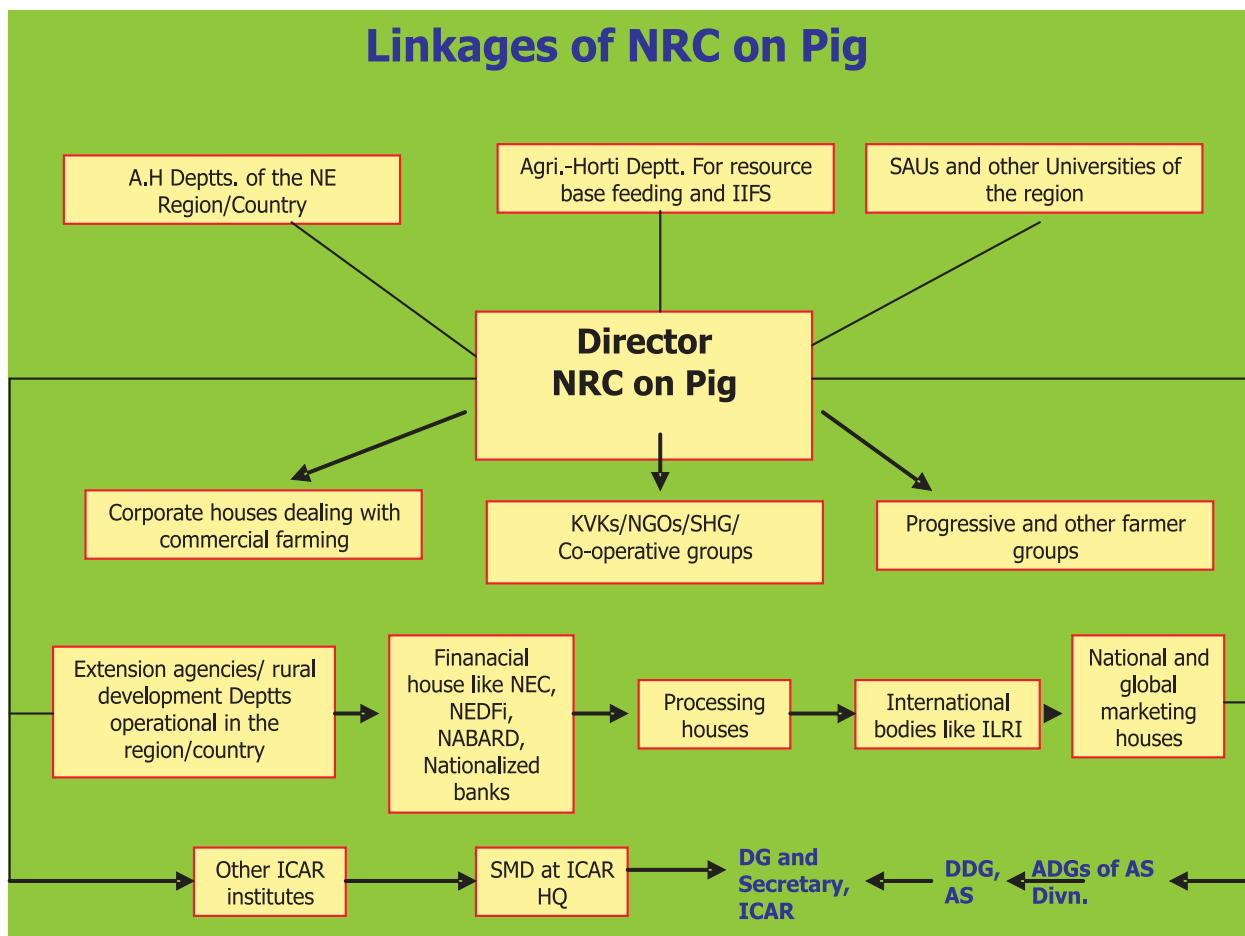 Linkages of NRC on Pig
A.H Deptts. of the NE
Region/Country
Agri.-Horti Deptt. For resource
base feeding and IIFS
SAUs and other Universities of
the region
Director
NRC on Pig
Corporate houses dealing with
commercial farming
KVKs/NGOs/SHG/
Co-operative groups
Progressive and other farmer
groups
Extension agencies/ rural
development Deptts
operational in the
region/country
Finanacial
house like NEC,
NEDFi,
NABARD,
Nationalized
banks
Processing
houses
International
bodies like ILRI
National and
global
marketing
houses
Other ICAR
institutes
SMD at ICAR
HQ
DG and
Secretary,
ICAR
DDG,
AS
ADGs of AS
Divn.